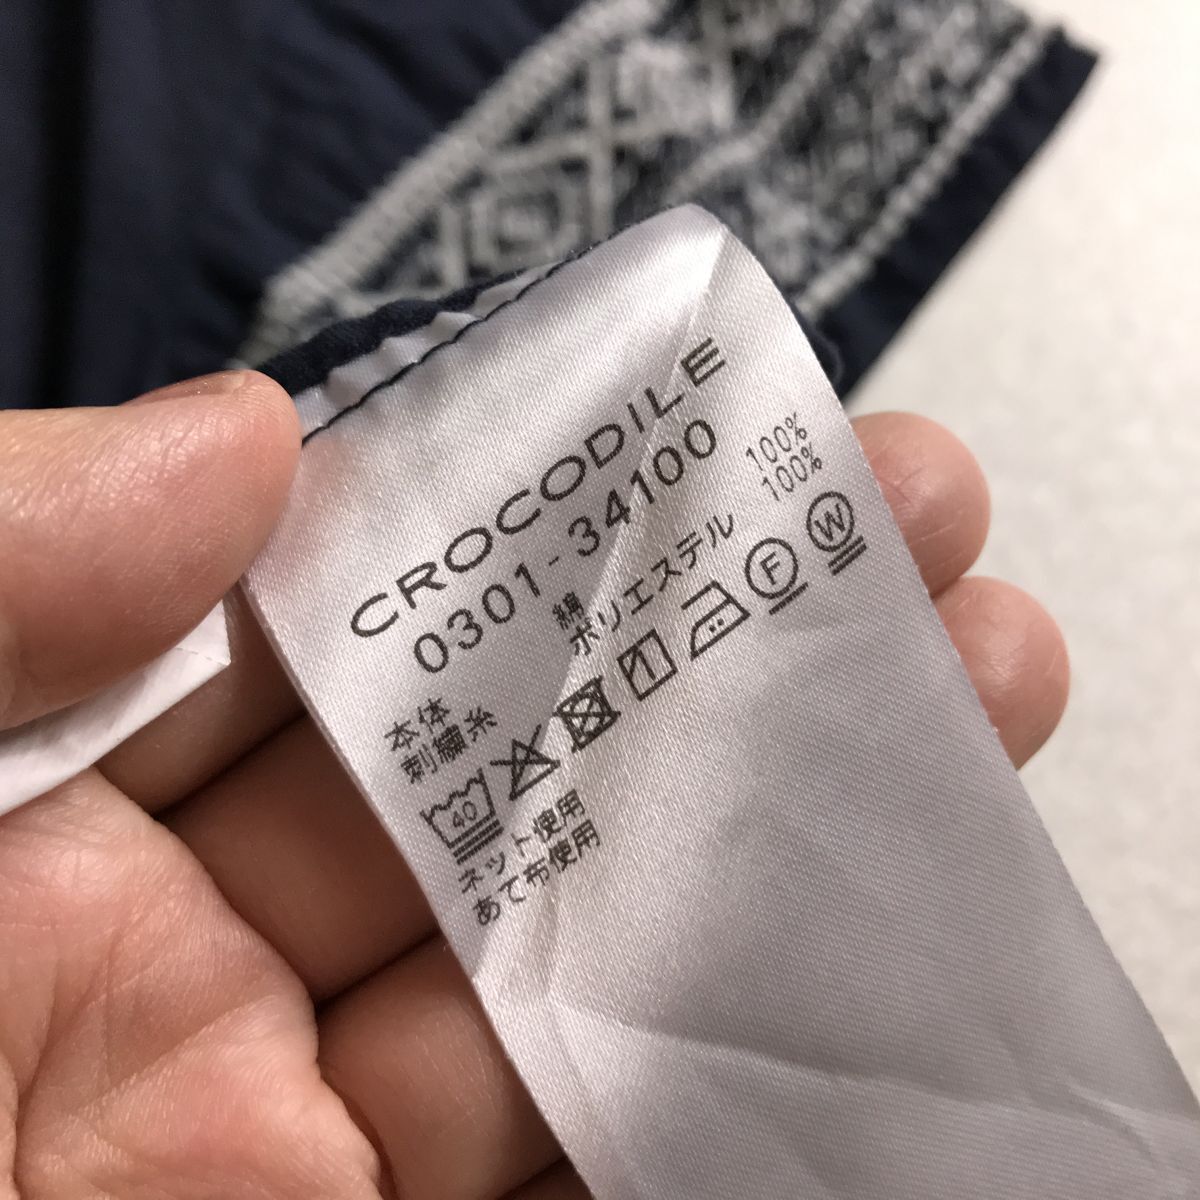 CROCODILE
0301-34100
本体 綿 100%
刺繍糸 ポリエステル 100%
40 F W
ネット使用
あて布使用